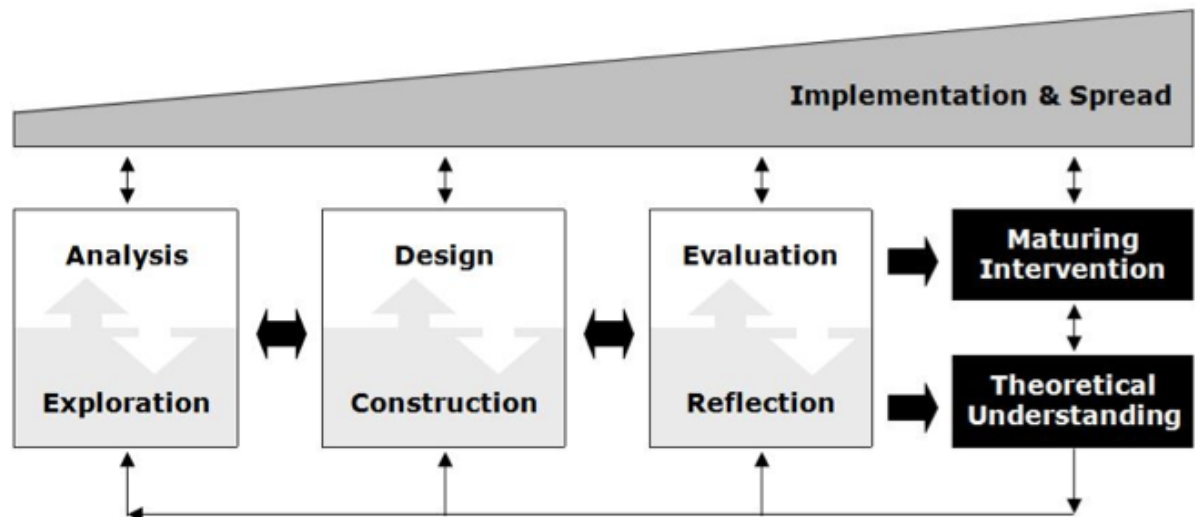 Implementation & Spread
Analysis
Exploration
Design
Construction
Evaluation
Reflection
Maturing
Intervention
Theoretical
Understanding